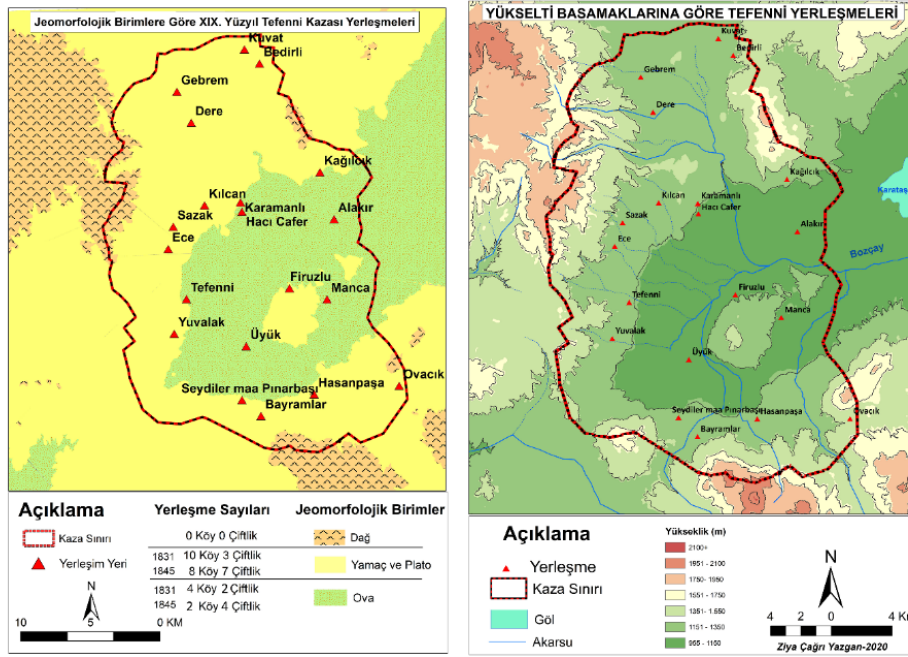 Jeomorfolojik Birimlere Göre XIX. Yüzyıl Tefenni Kazası Yerleşmeleri
Kuvat
Bedirli
Gebrem
Dere
Kağılcık
Kılcan
Karamanlı
Hacı Cafer
Alakır
Sazak
Ece
Tefenni
Firuzlu
Manca
Yuvalak
Üyük
Seydiler maa Pınarbaşı
Hasanpaşa
Ovacık
Bayramlar
Açıklama
Kaza Sınırı
Yerleşim Yeri
N
10 5 0 KM
Yerleşme Sayıları
0 Köy 0 Çiftlik
1831 10 Köy 3 Çiftlik
1845 8 Köy 7 Çiftlik
1831 4 Köy 2 Çiftlik
1845 2 Köy 4 Çiftlik
Jeomorfolojik Birimler
Dağ
Yamaç ve Plato
Ova
YÜKSELTİ BASAMAKLARINA GÖRE TEFENNİ YERLEŞMELERİ
Kuvat
Bedirli
Gebrem
Dere
Kağılcık
Karataş
Kılcan
Karamanlı
Hacı Cafer
Sazak
Alakır
Ece
Bozçay
Tefenni
Firuzlu
Manca
Yuvalak
Üyük
Seydiler maa Pınarbaşı
Hasanpaşa
Ovacık
Bayramlar
Açıklama
Yerleşme
Kaza Sınırı
Göl
Akarsu
Yükseklik (m)
2100+
1951 - 2100
1551 - 1750
1151 - 1350
N
4 2 0 4 K
Ziya Çağrı Yazgan-2020